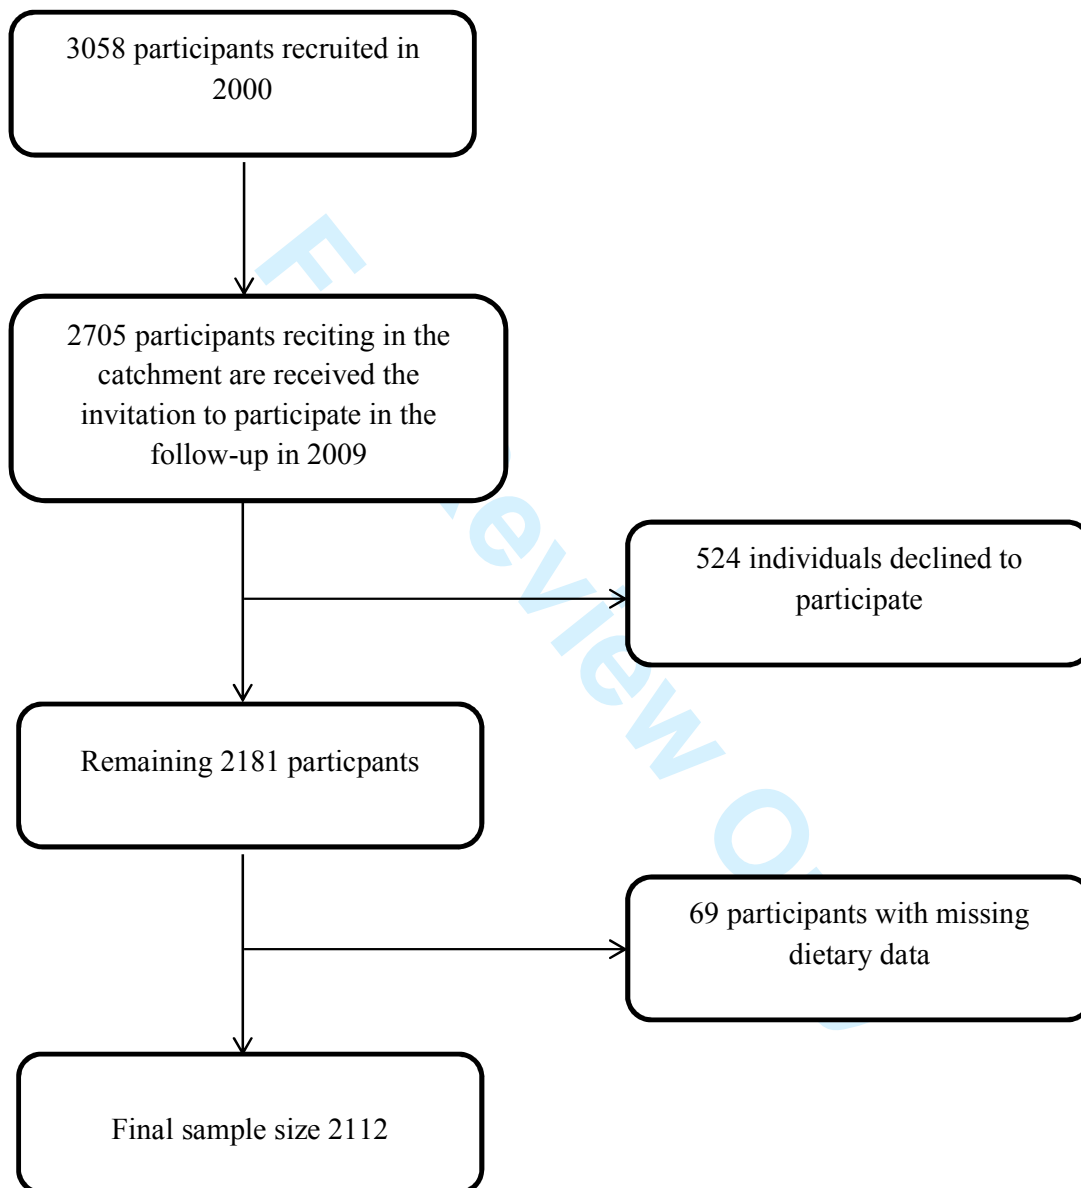 3058 participants recruited in
2000
2705 participants reciting in the
catchment are received the
invitation to participate in the
follow-up in 2009
524 individuals declined to
participate
Remaining 2181 particpants
69 participants with missing
dietary data
Final sample size 2112